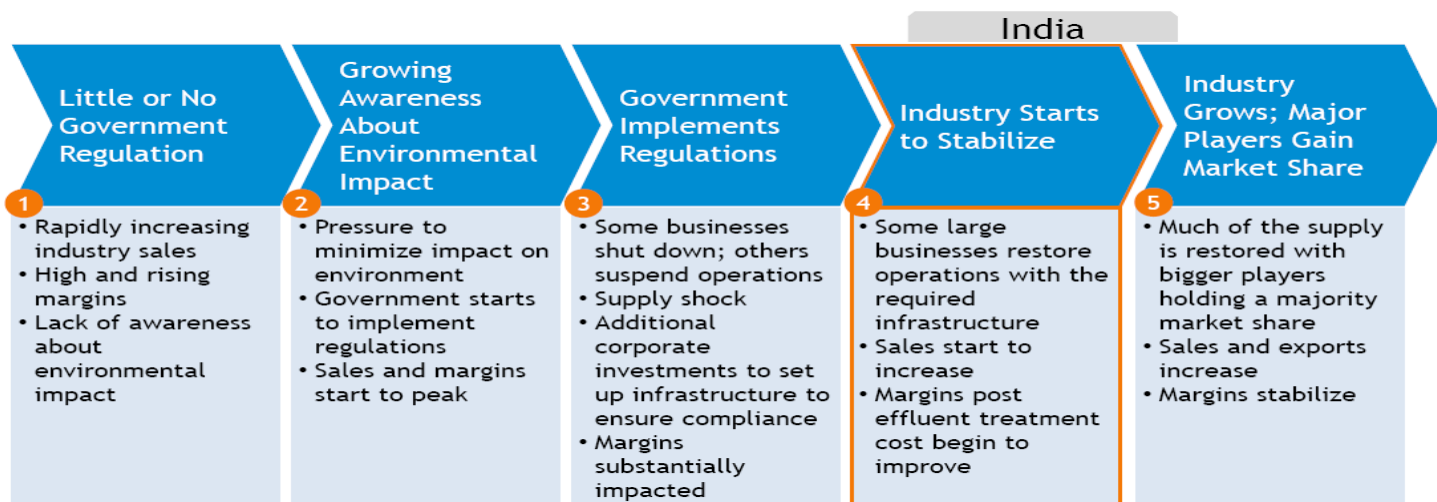 India
Little or No
Government
Regulation
Growing
Awareness
About
Environmental
Impact
Government
Implements
Regulations
Industry Starts
to Stabilize
Industry
Grows; Major
Players Gain
Market Share
1
• Rapidly increasing
industry sales
• High and rising
margins
• Lack of awareness
about
environmental
impact
2
• Pressure to
minimize impact on
environment
• Government starts
to implement
regulations
• Sales and margins
start to peak
3
• Some businesses
shut down; others
suspend operations
• Supply shock
• Additional
corporate
investments to set
up infrastructure to
ensure compliance
• Margins
substantially
impacted
4
• Some large
businesses restore
operations with the
required
infrastructure
• Sales start to
increase
• Margins post
effluent treatment
cost begin to
improve
5
• Much of the supply
is restored with
bigger players
holding a majority
market share
• Sales and exports
increase
• Margins stabilize